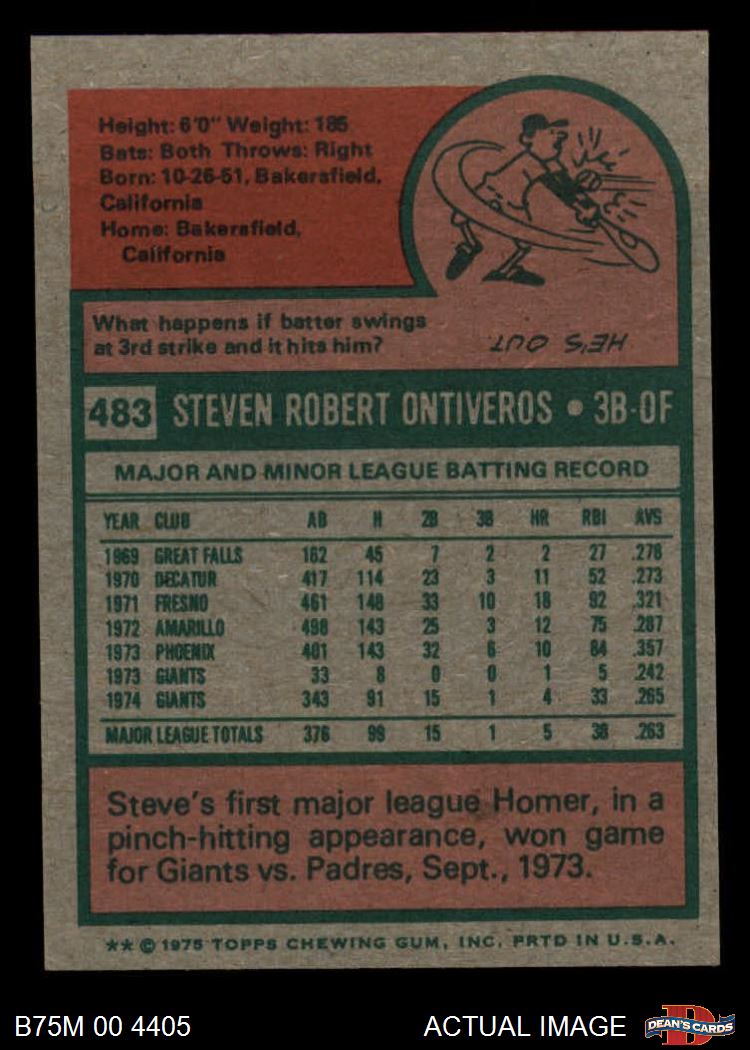 Height: 6'0" Weight: 185
Bats: Both Throws: Right
Born: 10-26-51, Bakersfield,
California
Home: Bakersfield,
California
What happens if batter swings
at 3rd strike and it hits him?
HE'S OUT
483 STEVEN ROBERT ONTIVEROS • 3B-OF
MAJOR AND MINOR LEAGUE BATTING RECORD
YEAR CLUB AB H 2B 3B HR RBI AVG
1969 GREAT FALLS 162 45 7 2 2 27 .278
1970 DECATUR 417 114 23 3 11 52 .273
1971 FRESNO 461 148 33 10 18 92 .321
1972 AMARILLO 498 143 25 3 12 75 .287
1973 PHOENIX 401 143 32 6 10 84 .357
1973 GIANTS 33 8 0 0 1 5 .242
1974 GIANTS 343 91 15 1 4 33 .265
MAJOR LEAGUE TOTALS 376 99 15 1 5 38 .263
Steve's first major league Homer, in a
pinch-hitting appearance, won game
for Giants vs. Padres, Sept., 1973.
** © 1975 TOPPS CHEWING GUM, INC. PRTD IN U.S.A.
B75M 00 4405 ACTUAL IMAGE DEAN'S CARDS